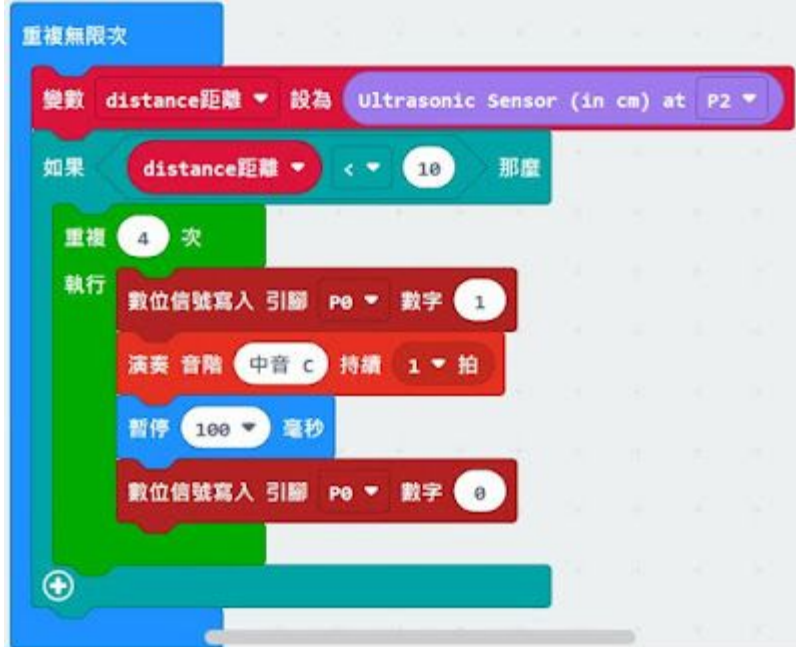 重複無限次
變數 distance距離 設為 Ultrasonic Sensor (in cm) at P2
如果 distance距離 < 10 那麼
重複 4 次
執行
數位信號寫入 引腳 P0 數字 1
演奏 音階 中音 C 持續 1 拍
暫停 100 毫秒
數位信號寫入 引腳 P0 數字 0